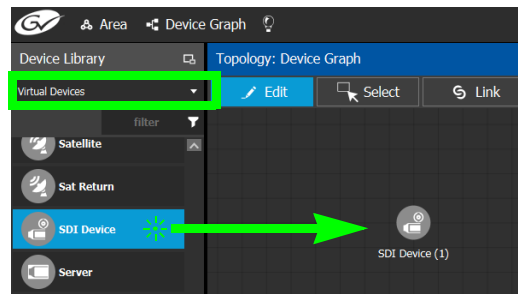 GV Area Device Graph
Device Library
Topology: Device Graph
Virtual Devices
Edit Select Link
filter
Satellite
Sat Return
SDI Device
SDI Device (1)
Server